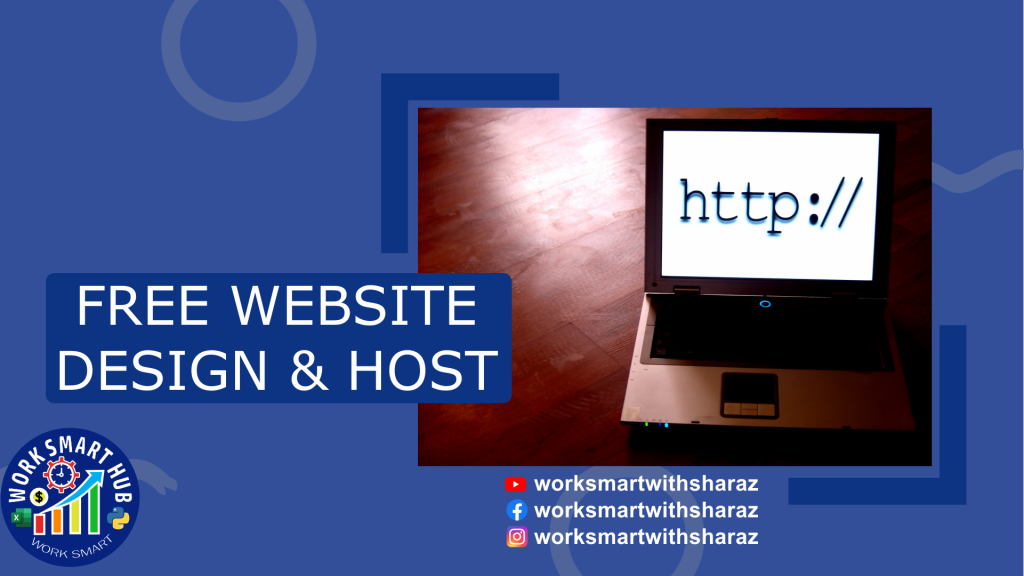 http://
FREE WEBSITE
DESIGN & HOST
WORK SMART HUB
WORK SMART
worksmartwithsharaz
worksmartwithsharaz
worksmartwithsharaz